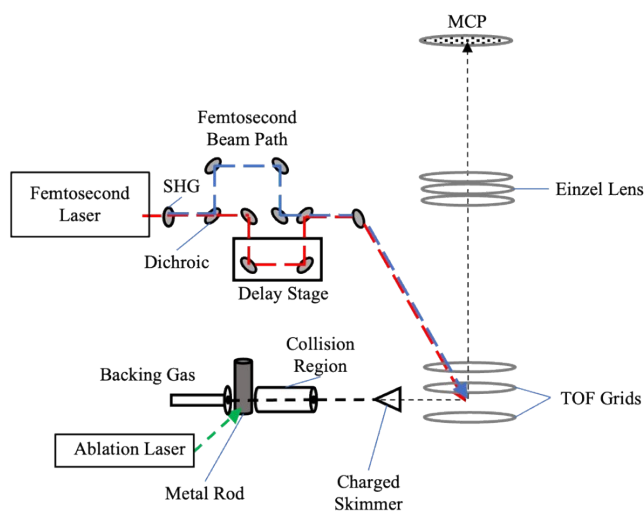 MCP
Femtosecond
Beam Path
SHG
Femtosecond
Laser
Einzel Lens
Dichroic
Delay Stage
Collision
Region
Backing Gas
TOF Grids
Ablation Laser
Metal Rod
Charged
Skimmer